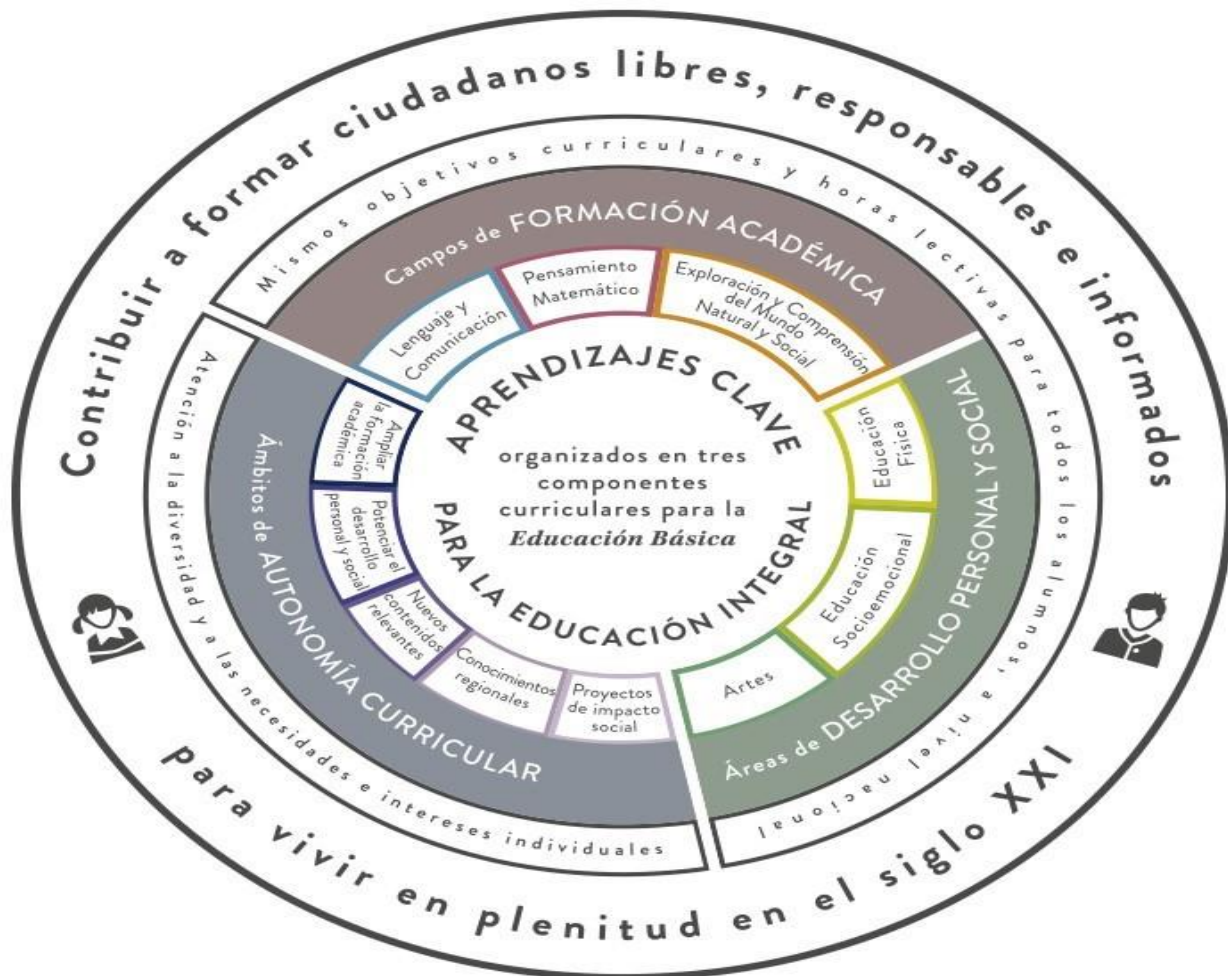 Contribuir a formar ciudadanos libres, responsables e informados
para vivir en plenitud en el siglo XXI
Mismos objetivos curriculares y horas lectivas para todos los alumnos, a nivel nacional
Atención a la diversidad y a las necesidades e intereses individuales
Campos de FORMACIÓN ACADÉMICA
Lenguaje y
Comunicación
Pensamiento
Matemático
Exploración y Comprensión
del Mundo
Natural y Social
Áreas de DESARROLLO PERSONAL Y SOCIAL
Educación
Física
Educación
Socioemocional
Artes
Ámbitos de AUTONOMÍA CURRICULAR
Ampliar
la formación
académica
Potenciar el
desarrollo
personal y social
Nuevos
contenidos
relevantes
Conocimientos
regionales
Proyectos
de impacto
social
APRENDIZAJES CLAVE
organizados en tres
componentes
curriculares para la
Educación Básica
PARA LA EDUCACIÓN INTEGRAL